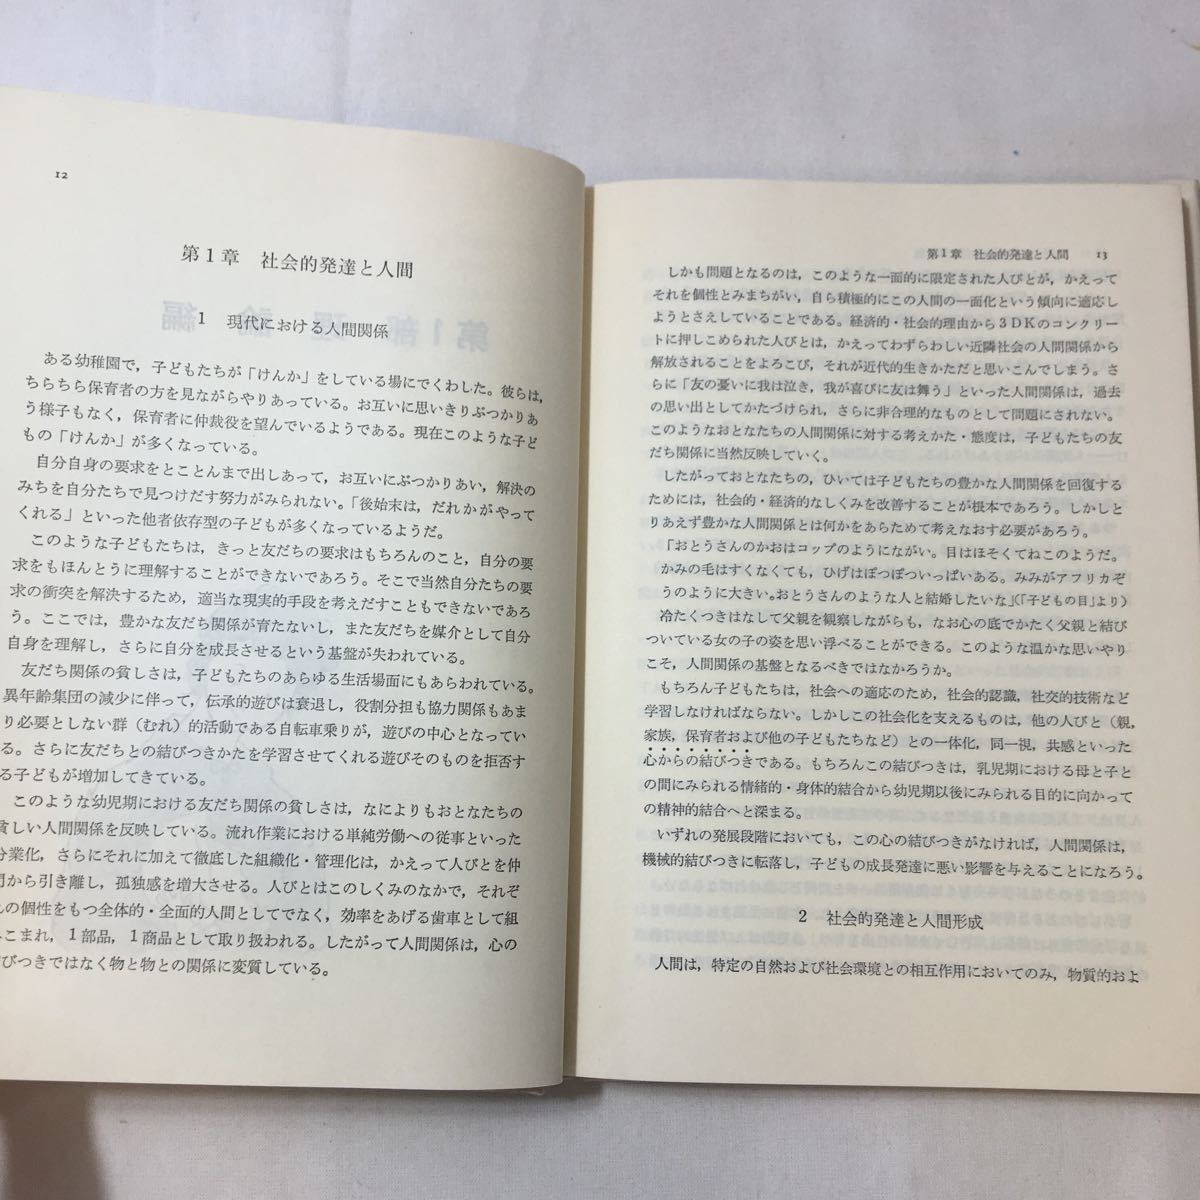 12
第1章 社会的発達と人間
1 現代における人間関係
ある幼稚園で，子どもたちが「けんか」をしている場にでくわした。彼らは，
ちらちら保育者の方を見ながらやりあっている。お互いに思いきりぶつかりあ
う様子もなく，保育者に仲裁役を望んでいるようである。現在このような子ど
もの「けんか」が多くなっている。
自分自身の要求をとことんまで出しあって，お互いにぶつかりあい，解決の
みちを自分たちで見つけだす努力がみられない。「後始末は，だれかがやって
くれる」といった他者依存型の子どもが多くなっているようだ。
このような子どもたちは，きっと友だちの要求はもちろんのこと，自分の要
求をもほんとうに理解することができないであろう。そこで当然自分たちの要
求の衝突を解決するため，適当な現実的手段を考えだすこともできないであろ
う。ここでは，豊かな友だち関係が育たないし，また友だちを媒介として自分
自身を理解し，さらに自分を成長させるという基盤が失われている。
友だち関係の貧しさは，子どもたちのあらゆる生活場面にもあらわれている。
異年齢集団の減少に伴って，伝承的遊びは衰退し，役割分担も協力関係もあま
り必要としない群（むれ）的活動である自転車乗りが，遊びの中心となってい
る。さらに友だちとの結びつきかたを学習させてくれる遊びそのものを拒否す
る子どもが増加してきている。
このような幼児期における友だち関係の貧しさは，なによりもおとなたちの
貧しい人間関係を反映している。流れ作業における単純労働への従事といった
分業化，さらにそれに加えて徹底した組織化・管理化は，かえって人びとを仲
間から引き離し，孤独感を増大させる。人びとはこのしくみのなかで，それぞ
の個性をもつ全体的・全面的人間としてでなく，効率をあげる歯車として組
こまれ，1部品，1商品として取り扱われる。したがって人間関係は，心の
びつきではなく物と物との関係に変質している。
第1章 社会的発達と人間 13
しかも問題となるのは，このような一面的に限定された人びとが，かえって
それを個性とみまちがい，自ら積極的にこの人間の一面化という傾向に適応し
ようとさえしていることである。経済的・社会的理由から3DKのコンクリー
トに押しこめられた人びとは，かえってわずらわしい近隣社会の人間関係から
解放されることをよろこび，それが近代的生きかただと思いこんでしまう。さ
らに「友の憂いに我は泣き，我が喜びに友は舞う」といった人間関係は，過去
の思い出としてかたづけられ，さらに非合理的なものとして問題にされない。
このようなおとなたちの人間関係に対する考えかた・態度は，子どもたちの友
だち関係に当然反映していく。
したがっておとなたちの，ひいては子どもたちの豊かな人間関係を回復する
ためには，社会的・経済的なしくみを改善することが根本であろう。しかしと
りあえず豊かな人間関係とは何かをあらためて考えなおす必要があろう。
「おとうさんのかおはコップのようにながい。目はほそくてねこのようだ。
かみの毛はすくなくても，ひげはぽつぽついっぱいある。みみがアフリカぞ
うのように大きい。おとうさんのような人と結婚したいな」（「子どもの目」より）
冷たくつきはなして父親を観察しながらも，なお心の底でかたく父親と結び
ついている女の子の姿を思い浮べることができる。このような温かな思いやり
こそ，人間関係の基盤となるべきではなかろうか。
もちろん子どもたちは，社会への適応のため，社会的認識，社交的技術など
学習しなければならない。しかしこの社会化を支えるものは，他の人びと（親，
家族，保育者および他の子どもたちなど）との一体化，同一視，共感といった
心からの結びつきである。もちろんこの結びつきは，乳児期における母と子と
の間にみられる情緒的・身体的結合から幼児期以後にみられる目的に向かって
の精神的結合へと深まる。
いずれの発展段階においても，この心の結びつきがなければ，人間関係は，
機械的結びつきに転落し，子どもの成長発達に悪い影響を与えることになろう。
2 社会的発達と人間形成
人間は，特定の自然および社会環境との相互作用においてのみ，物質的およ